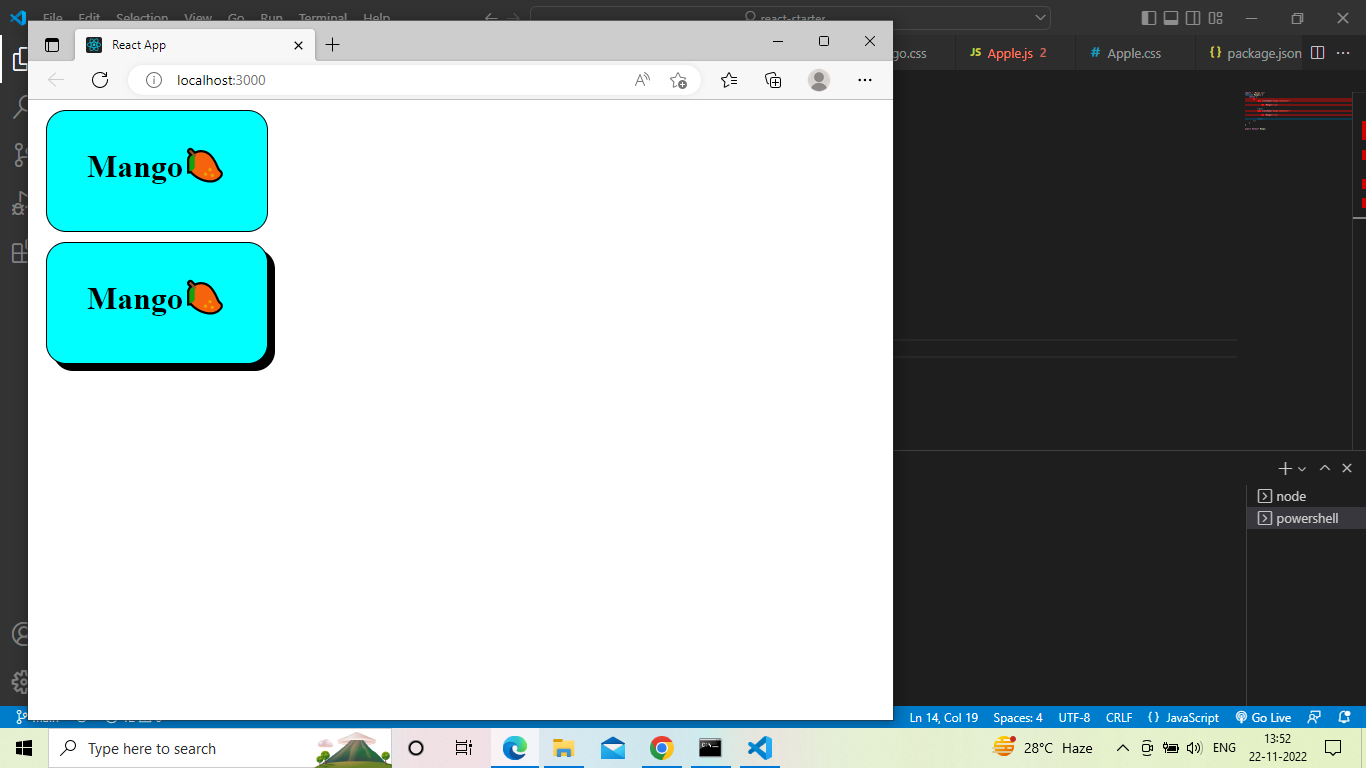 File Edit Selection View Go Run Terminal Help
react-starter
React App
go.css
JS Apple.js 2
# Apple.css
{} package.json
localhost:3000
Mango
Mango
node
powershell
main
Ln 14, Col 19 Spaces: 4 UTF-8 CRLF {} JavaScript Go Live
Type here to search
28°C Haze
ENG
13:52
22-11-2022